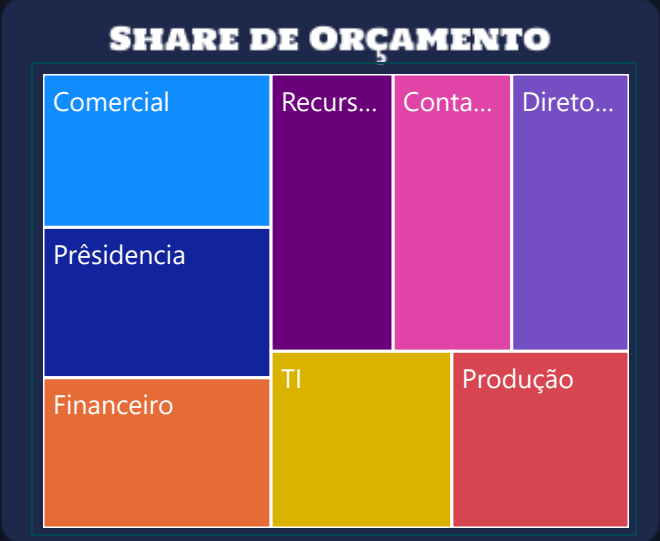 Share de Orçamento
Comercial
Recurs...
Conta...
Direto...
Prêsidencia
Financeiro
TI
Produção